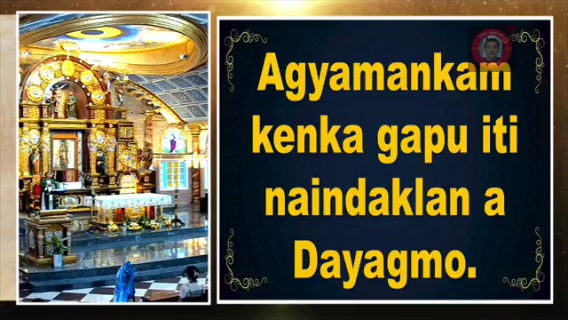 Agyamankam
kenka gapu iti
naindaklan a
Dayagmo.